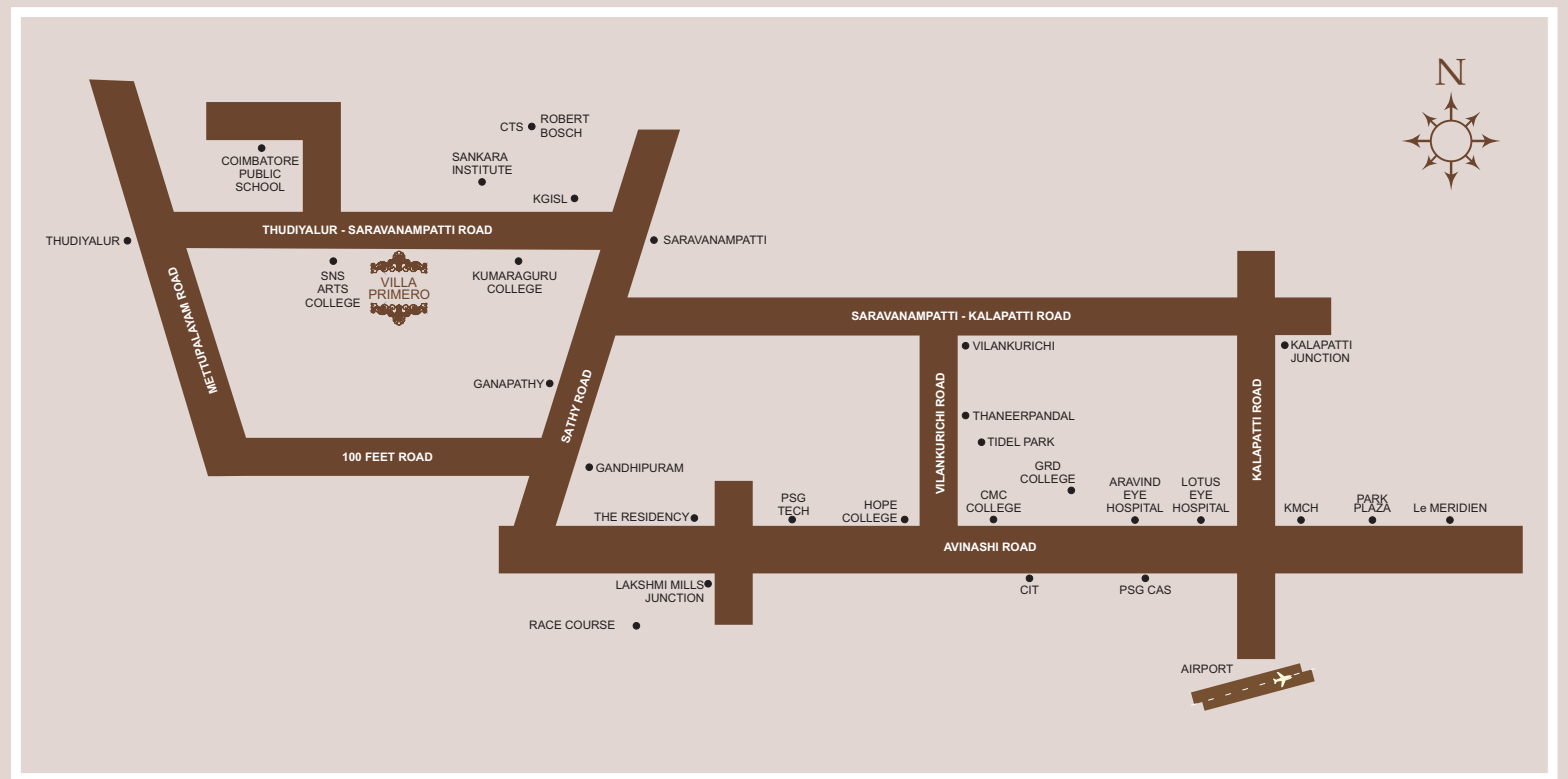 N
ROBERT
BOSCH
CTS
COIMBATORE
PUBLIC
SCHOOL
SANKARA
INSTITUTE
KGISL
THUDIYALUR - SARAVANAMPATTI ROAD
THUDIYALUR
SARAVANAMPATTI
SNS
ARTS
COLLEGE
VILLA
PRIMERO
KUMARAGURU
COLLEGE
METTUPALAYAM ROAD
SARAVANAMPATTI - KALAPATTI ROAD
VILANKURICHI
KALAPATTI
JUNCTION
GANAPATHY
SATHY ROAD
VILANKURICHI ROAD
KALAPATTI ROAD
THANEERPANDAL
TIDEL PARK
100 FEET ROAD
GANDHIPURAM
GRD
COLLEGE
THE RESIDENCY
PSG
TECH
HOPE
COLLEGE
CMC
COLLEGE
ARAVIND
EYE
HOSPITAL
LOTUS
EYE
HOSPITAL
KMCH
PARK
PLAZA
Le MERIDIEN
AVINASHI ROAD
LAKSHMI MILLS
JUNCTION
CIT
PSG CAS
RACE COURSE
AIRPORT